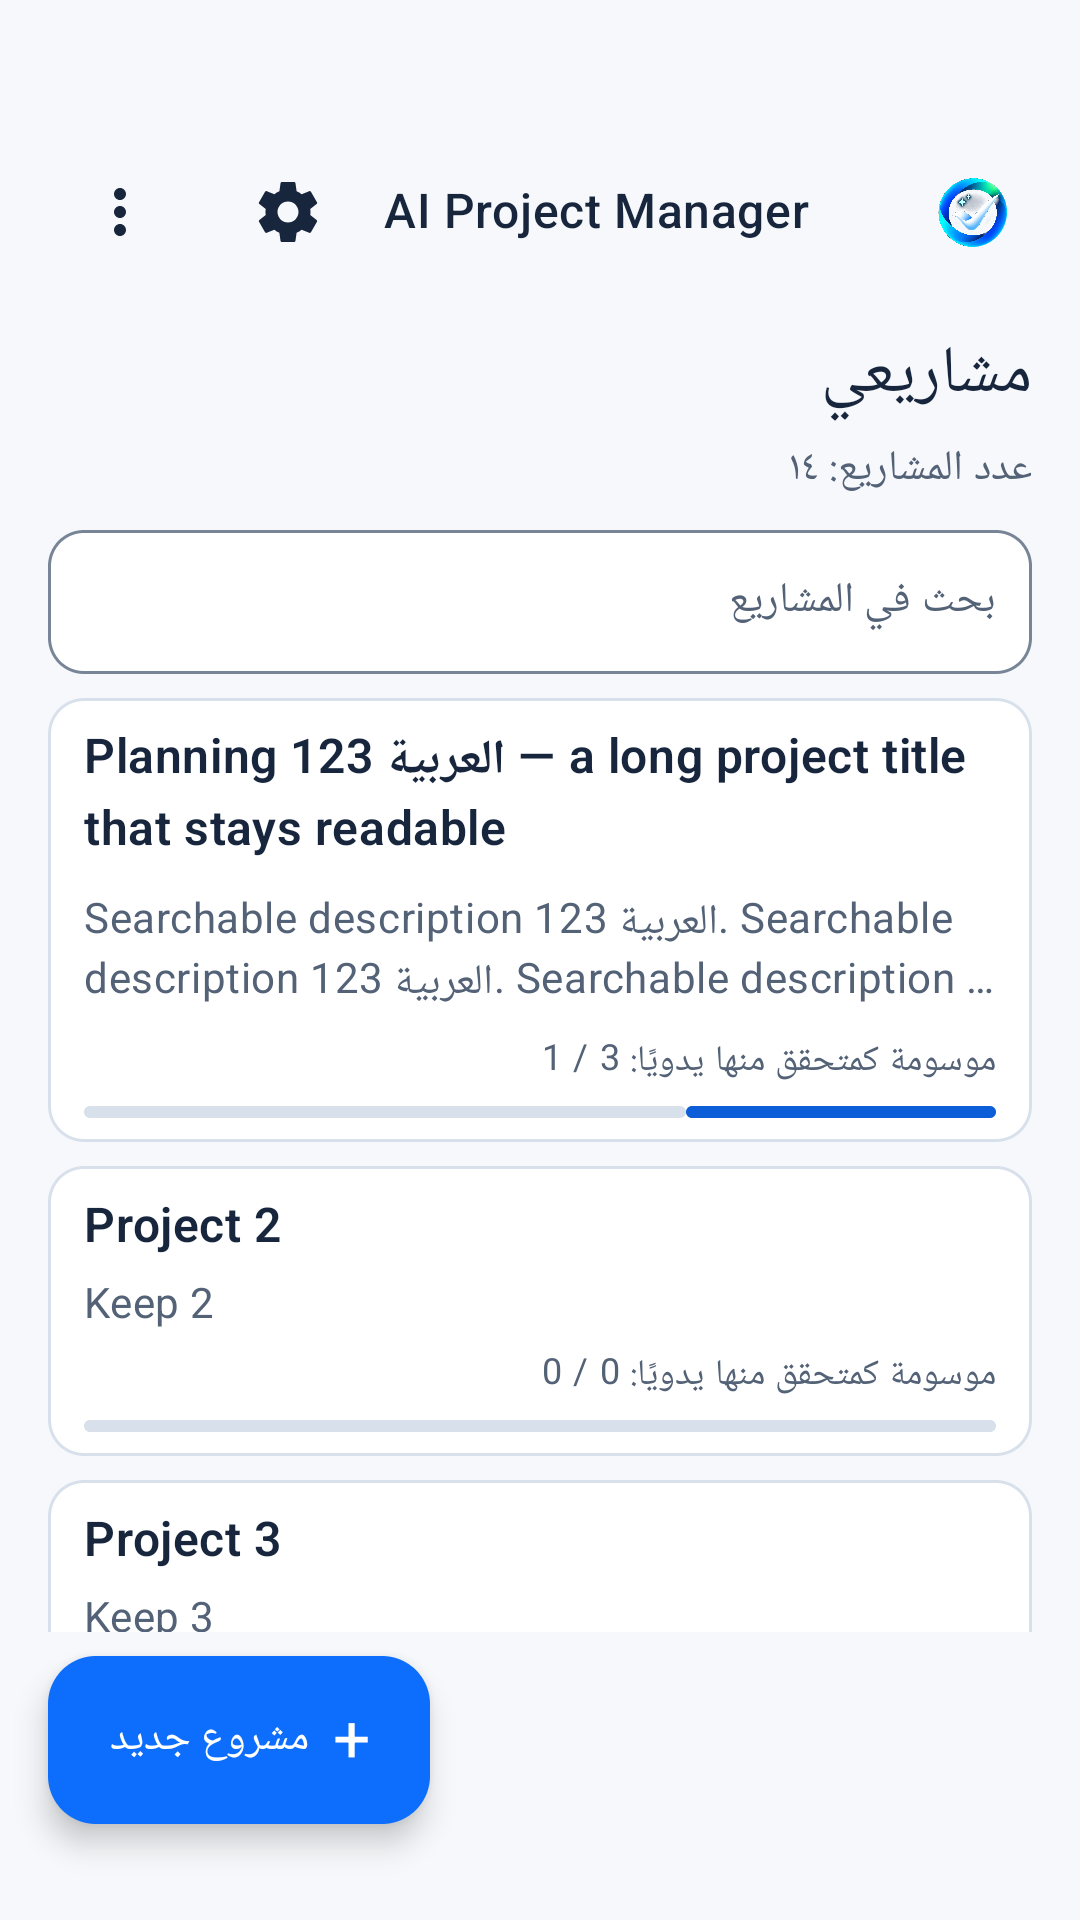 AI Project Manager
مشاريعي
عدد المشاريع: ١٤
بحث في المشاريع
Planning 123 العربية — a long project title
that stays readable
Searchable description 123 العربية. Searchable
description 123 العربية. Searchable description …
موسومة كمتحقق منها يدويًا: 3 / 1
Project 2
Keep 2
موسومة كمتحقق منها يدويًا: 0 / 0
Project 3
Keep 3
+ مشروع جديد